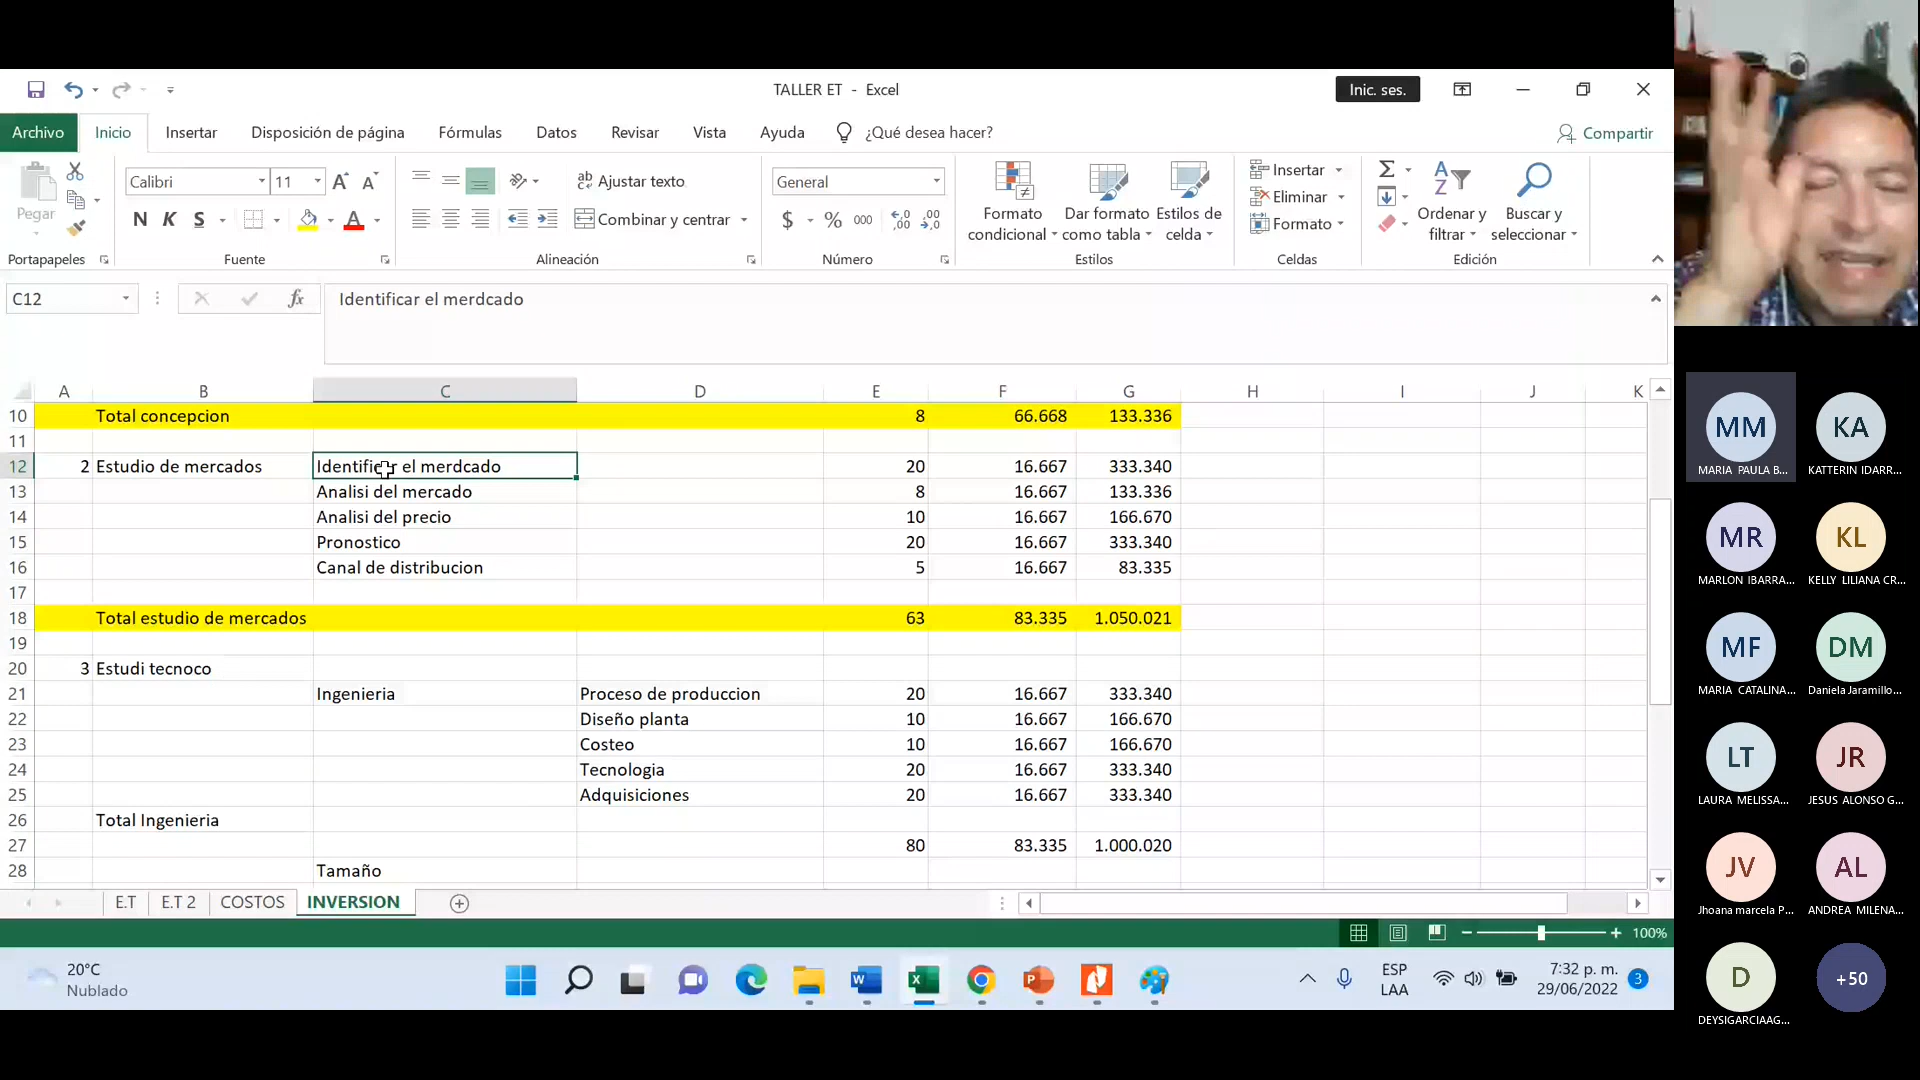 TALLER ET - Excel
Inic. ses.
Archivo Inicio Insertar Disposición de página Fórmulas Datos Revisar Vista Ayuda ¿Qué desea hacer? Compartir
Pegar
Calibri 11
N K S
Ajustar texto
Combinar y centrar
General
$ % 000
Formato condicional
Dar formato como tabla
Estilos de celda
Insertar
Eliminar
Formato
Ordenar y filtrar
Buscar y seleccionar
Portapapeles Fuente Alineación Número Estilos Celdas Edición
C12 fx Identificar el merdcado
A B C D E F G H I J K
10 Total concepcion 8 66.668 133.336
11
12 2 Estudio de mercados Identificar el merdcado 20 16.667 333.340
13 Analisi del mercado 8 16.667 133.336
14 Analisi del precio 10 16.667 166.670
15 Pronostico 20 16.667 333.340
16 Canal de distribucion 5 16.667 83.335
17
18 Total estudio de mercados 63 83.335 1.050.021
19
20 3 Estudi tecnoco
21 Ingenieria Proceso de produccion 20 16.667 333.340
22 Diseño planta 10 16.667 166.670
23 Costeo 10 16.667 166.670
24 Tecnologia 20 16.667 333.340
25 Adquisiciones 20 16.667 333.340
26 Total Ingenieria
27 80 83.335 1.000.020
28 Tamaño
E.T E.T 2 COSTOS INVERSION
100%
20°C
Nublado
ESP
LAA
7:32 p. m.
29/06/2022
3
MM KA
MARIA PAULA B... KATTERIN IDARR...
MR KL
MARLON IBARRA... KELLY LILIANA CR...
MF DM
MARIA CATALINA... Daniela Jaramillo...
LT JR
LAURA MELISSA... JESUS ALONSO G...
JV AL
Jhoana marcela P... ANDREA MILENA...
D +50
DEYSIGARCIAAG...